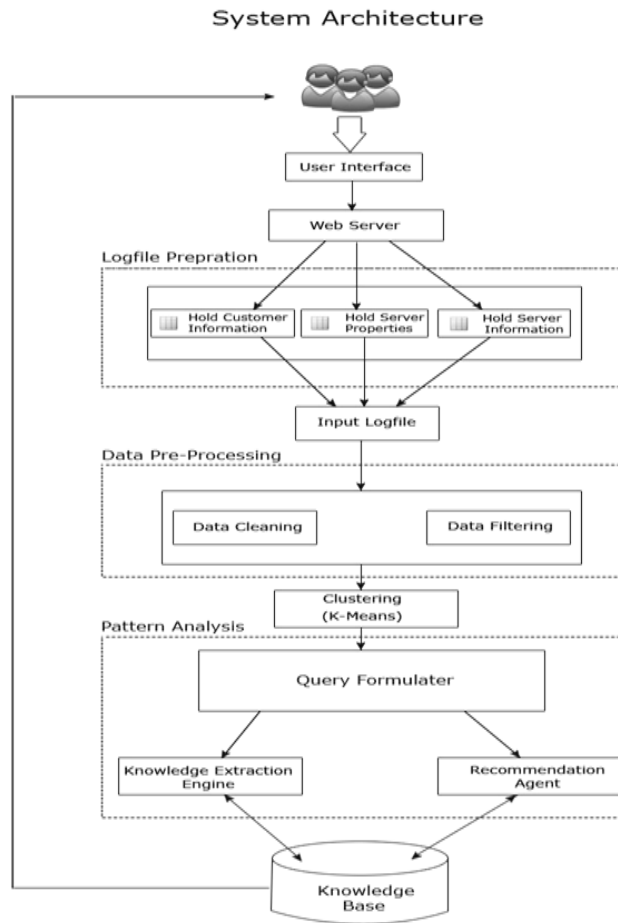 System Architecture
User Interface
Web Server
Logfile Prepration
Hold Customer
Information
Hold Server
Properties
Hold Server
Information
Input Logfile
Data Pre-Processing
Data Cleaning
Data Filtering
Clustering
(K-Means)
Pattern Analysis
Query Formulater
Knowledge Extraction
Engine
Recommendation
Agent
Knowledge
Base